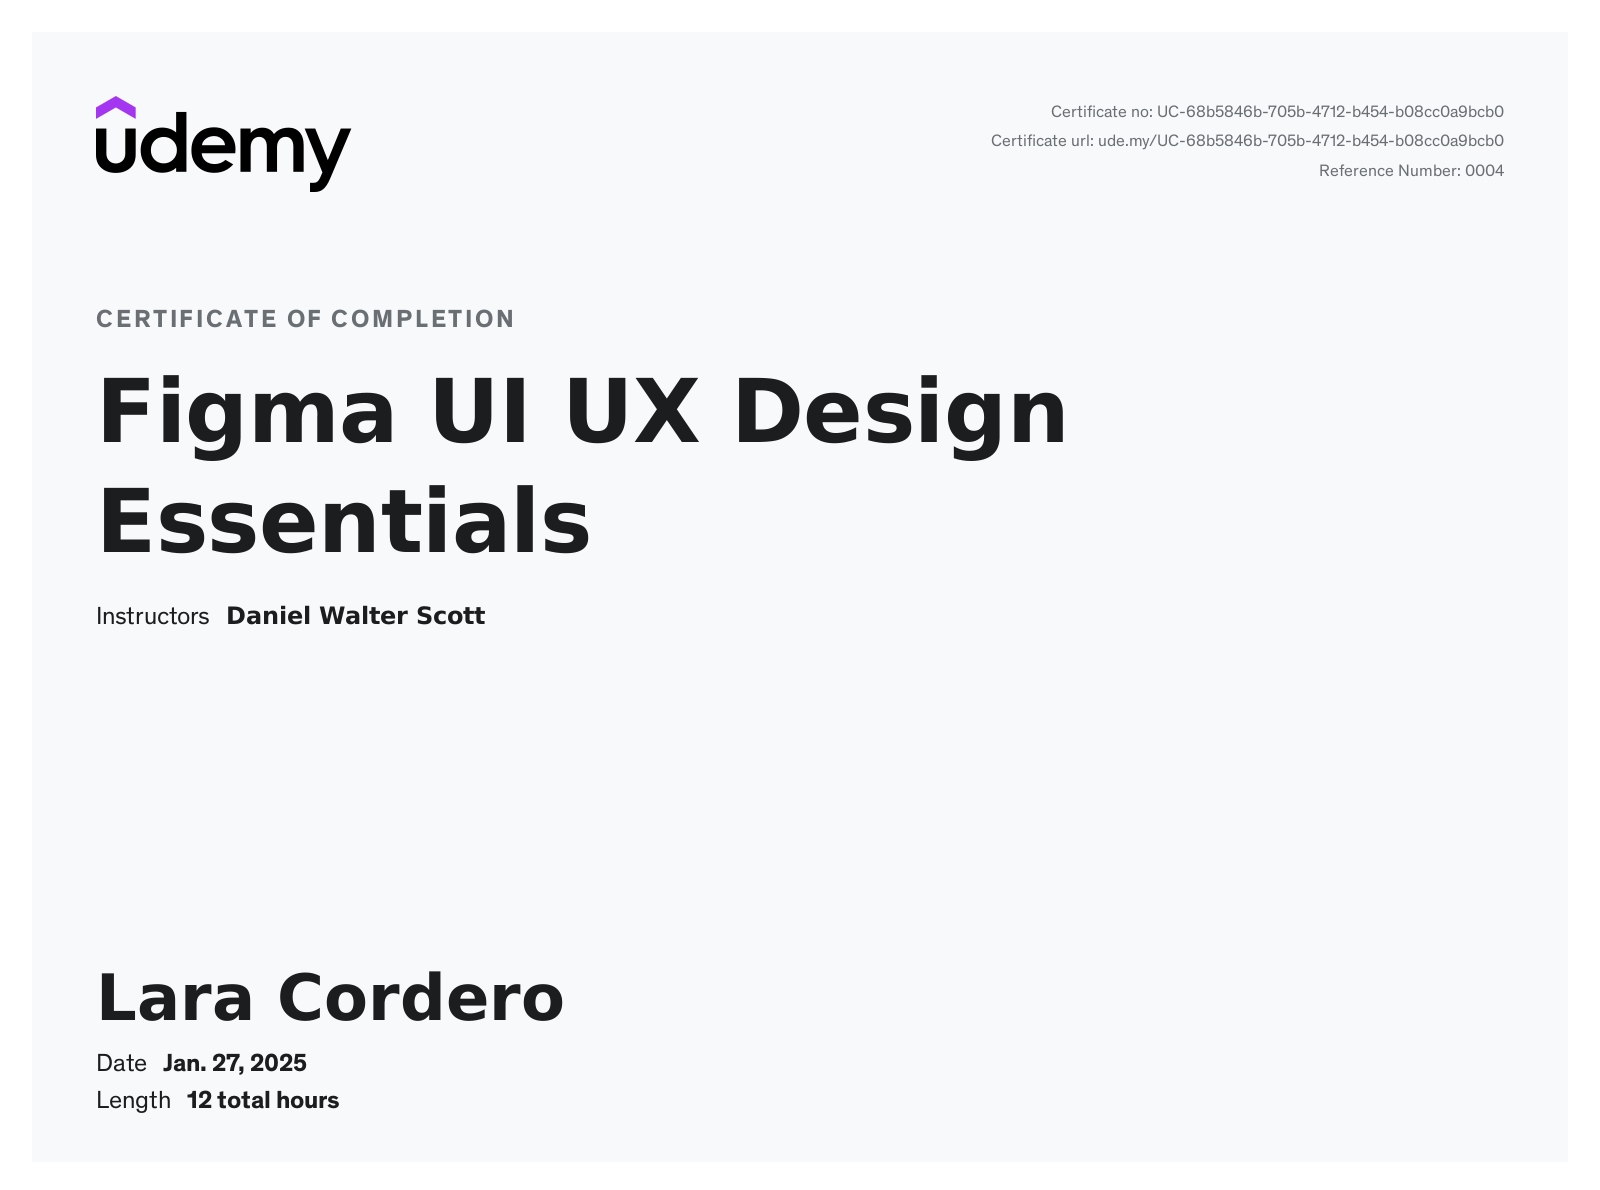 udemy
Certificate no: UC-68b5846b-705b-4712-b454-b08cc0a9bcb0
Certificate url: ude.my/UC-68b5846b-705b-4712-b454-b08cc0a9bcb0
Reference Number: 0004
CERTIFICATE OF COMPLETION
Figma UI UX Design
Essentials
Instructors Daniel Walter Scott
Lara Cordero
Date Jan. 27, 2025
Length 12 total hours